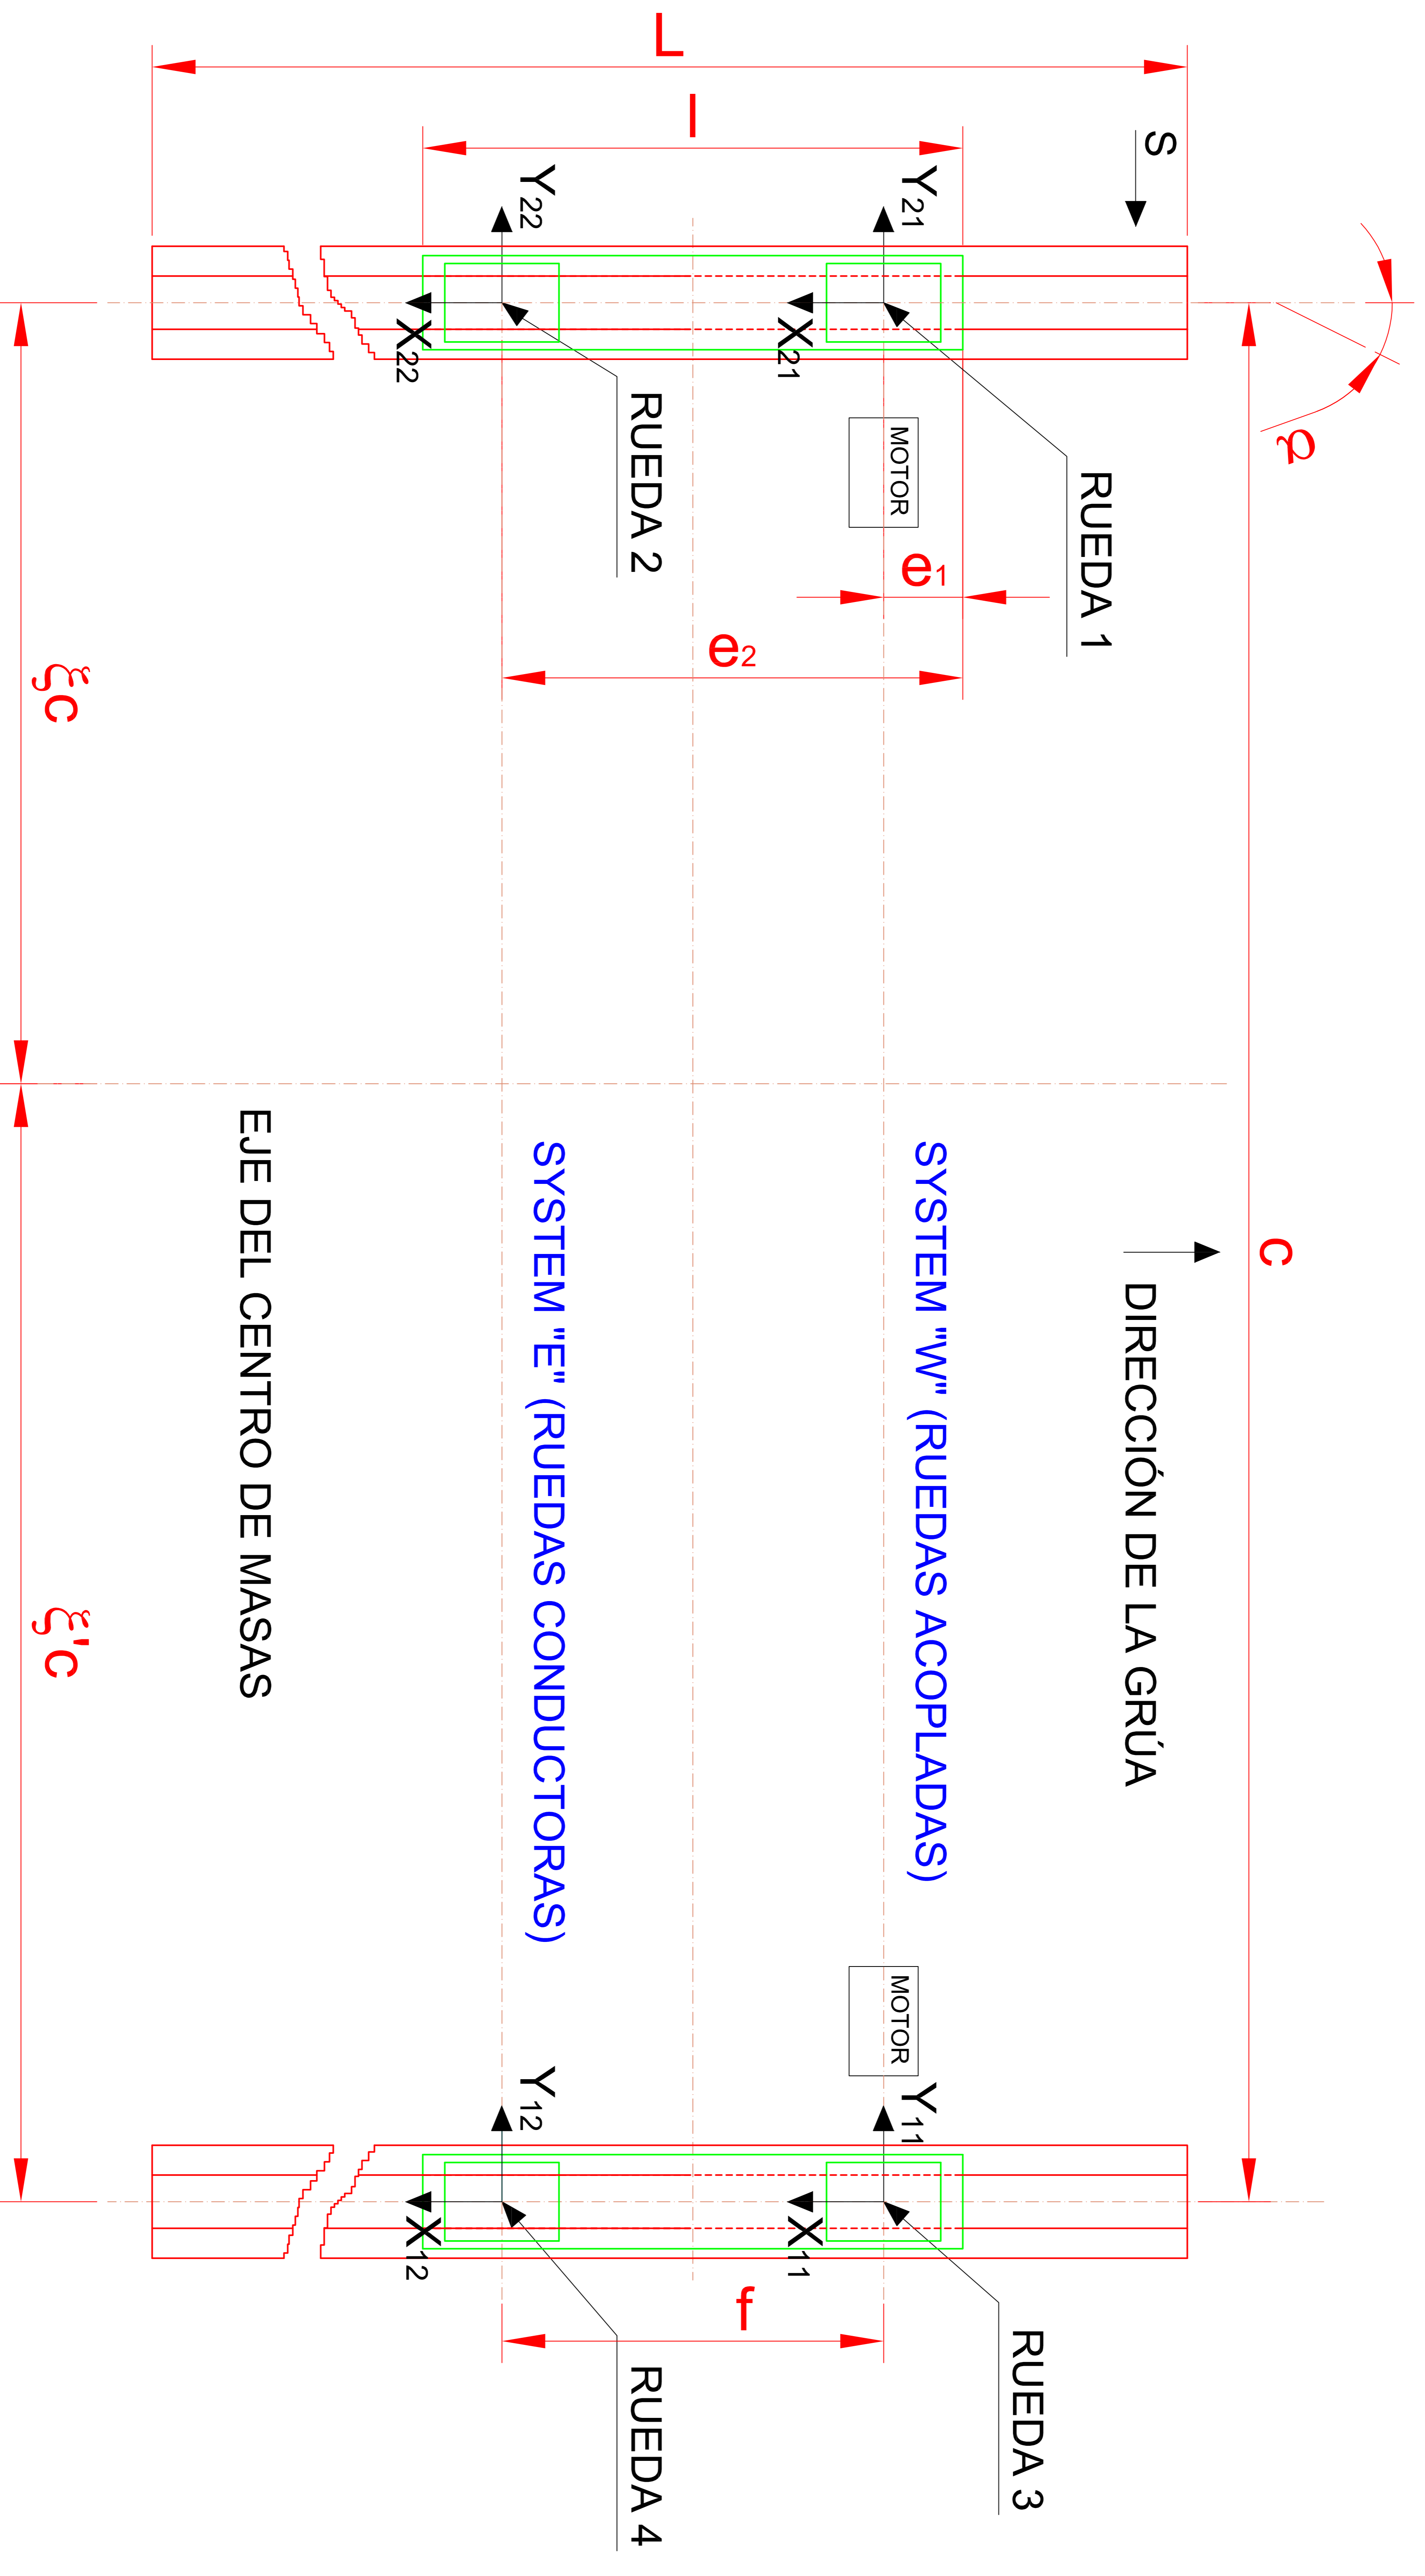 L
l
S
α
Y21
Y22
X21
X22
RUEDA 1
RUEDA 2
MOTOR
e1
e2
ξc
c
DIRECCIÓN DE LA GRÚA
SYSTEM "W" (RUEDAS ACOPLADAS)
SYSTEM "E" (RUEDAS CONDUCTORAS)
EJE DEL CENTRO DE MASAS
ξ'c
MOTOR
Y11
Y12
X11
X12
f
RUEDA 3
RUEDA 4